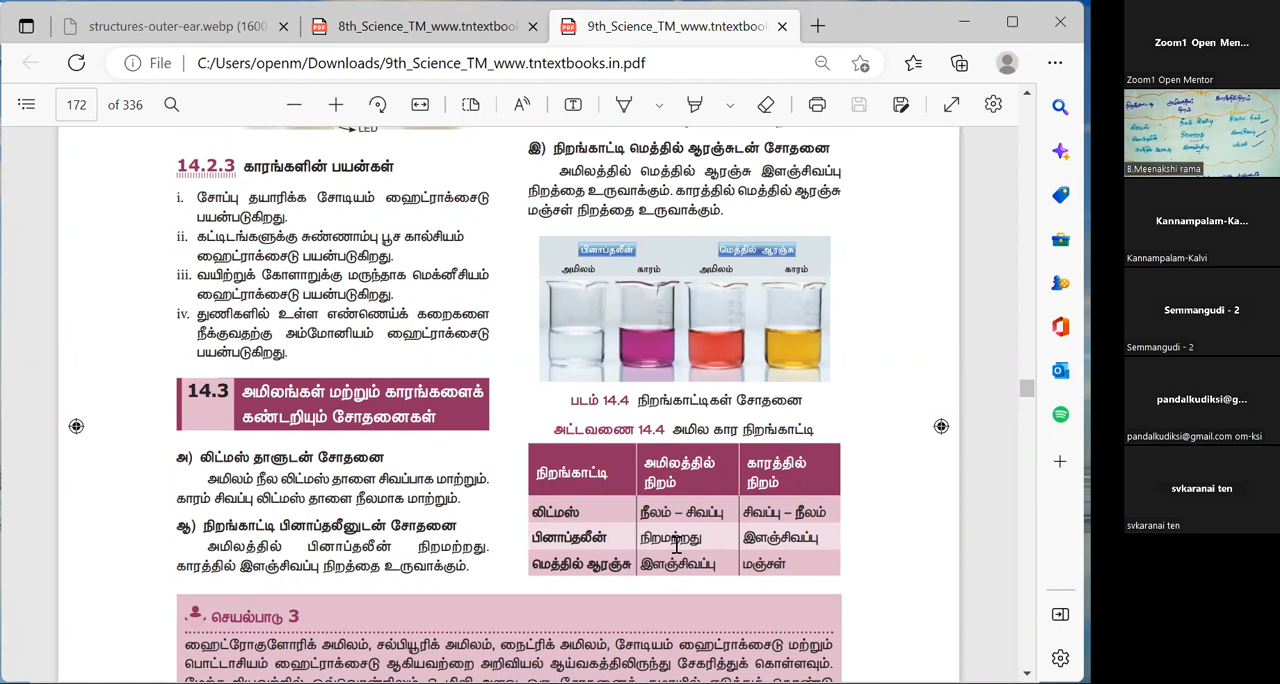 structures-outer-ear.webp (1600
8th_Science_TM_www.tntextboo
9th_Science_TM_www.tntextboo
File
C:/Users/openm/Downloads/9th_Science_TM_www.tntextbooks.in.pdf
172 of 336
LED
14.2.3 காரங்களின் பயன்கள்
i. சோப்பு தயாரிக்க சோடியம் ஹைட்ராக்சைடு
பயன்படுகிறது.
ii. கட்டிடங்களுக்கு சுண்ணாம்பு பூச கால்சியம்
ஹைட்ராக்சைடு பயன்படுகிறது.
iii. வயிற்றுக் கோளாறுக்கு மருந்தாக மெக்னீசியம்
ஹைட்ராக்சைடு பயன்படுகிறது.
iv. துணிகளில் உள்ள எண்ணெய்க் கறைகளை
நீக்குவதற்கு அம்மோனியம் ஹைட்ராக்சைடு
பயன்படுகிறது.
14.3 அமிலங்கள் மற்றும் காரங்களைக்
கண்டறியும் சோதனைகள்
அ) லிட்மஸ் தாளுடன் சோதனை
அமிலம் நீல லிட்மஸ் தாளை சிவப்பாக மாற்றும்.
காரம் சிவப்பு லிட்மஸ் தாளை நீலமாக மாற்றும்.
ஆ) நிறங்காட்டி பினாப்தலீனுடன் சோதனை
அமிலத்தில் பினாப்தலீன் நிறமற்றது.
காரத்தில் இளஞ்சிவப்பு நிறத்தை உருவாக்கும்.
இ) நிறங்காட்டி மெத்தில் ஆரஞ்சுடன் சோதனை
அமிலத்தில் மெத்தில் ஆரஞ்சு இளஞ்சிவப்பு
நிறத்தை உருவாக்கும். காரத்தில் மெத்தில் ஆரஞ்சு
மஞ்சள் நிறத்தை உருவாக்கும்.
பினாப்தலீன் மெத்தில் ஆரஞ்சு
அமிலம் காரம் அமிலம் காரம்
படம் 14.4 நிறங்காட்டிகள் சோதனை
அட்டவணை 14.4 அமில கார நிறங்காட்டி
நிறங்காட்டி அமிலத்தில் நிறம் காரத்தில் நிறம்
லிட்மஸ் நீலம் – சிவப்பு சிவப்பு – நீலம்
பினாப்தலீன் நிறமற்றது இளஞ்சிவப்பு
மெத்தில் ஆரஞ்சு இளஞ்சிவப்பு மஞ்சள்
செயல்பாடு 3
ஹைட்ரோகுளோரிக் அமிலம், சல்பியூரிக் அமிலம், நைட்ரிக் அமிலம், சோடியம் ஹைட்ராக்சைடு மற்றும்
பொட்டாசியம் ஹைட்ராக்சைடு ஆகியவற்றை அறிவியல் ஆய்வகத்திலிருந்து சேகரித்துக் கொள்ளவும்.
Zoom1 Open Men...
Zoom1 Open Mentor
B.Meenakshi rama
Kannampalam-Ka...
Kannampalam-Kalvi
Semmangudi - 2
Semmangudi - 2
pandalkudiksi@g...
pandalkudiksi@gmail.com om-ksi
svkaranai ten
svkaranai ten